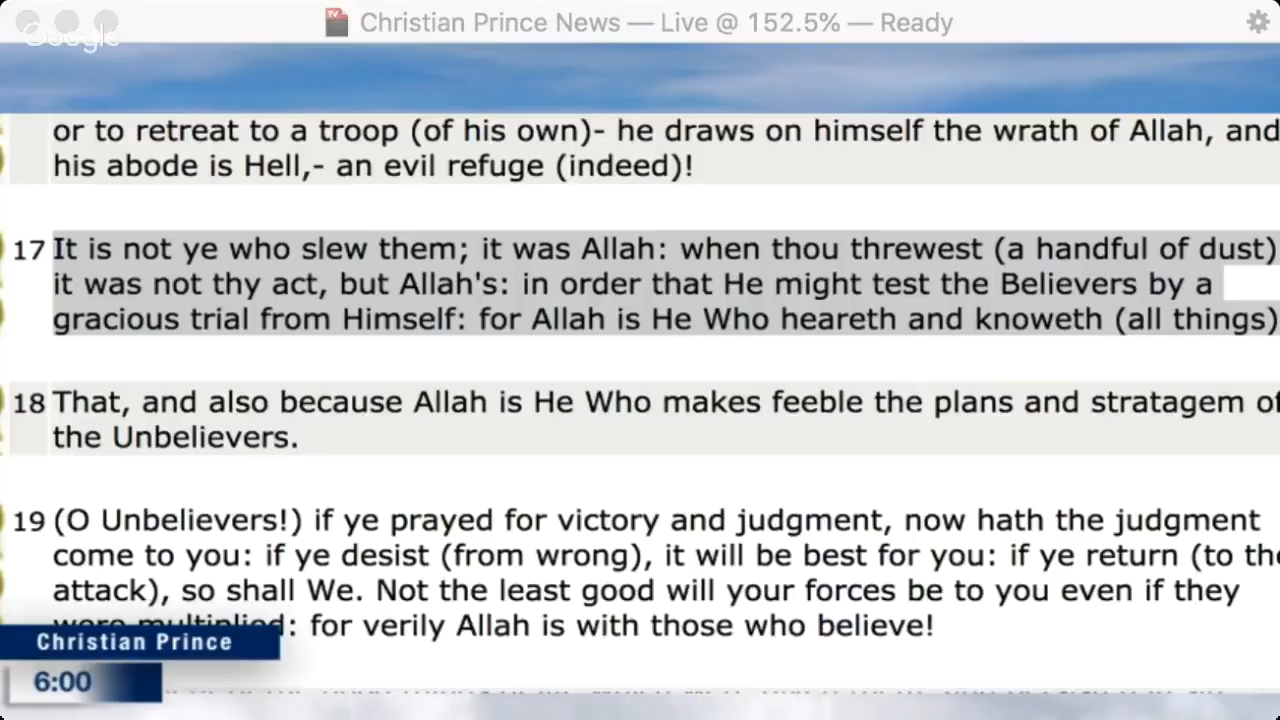 Christian Prince News — Live @ 152.5% — Ready
Google
or to retreat to a troop (of his own)- he draws on himself the wrath of Allah, and
his abode is Hell,- an evil refuge (indeed)!
17 It is not ye who slew them; it was Allah: when thou threwest (a handful of dust)
it was not thy act, but Allah's: in order that He might test the Believers by a
gracious trial from Himself: for Allah is He Who heareth and knoweth (all things)
18 That, and also because Allah is He Who makes feeble the plans and stratagem of
the Unbelievers.
19 (O Unbelievers!) if ye prayed for victory and judgment, now hath the judgment
come to you: if ye desist (from wrong), it will be best for you: if ye return (to the
attack), so shall We. Not the least good will your forces be to you even if they
were multiplied: for verily Allah is with those who believe!
Christian Prince
6:00